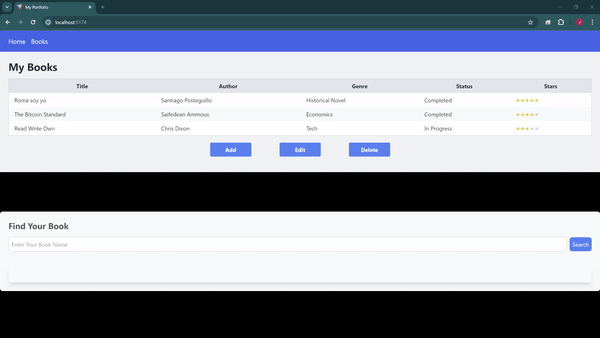 My Portfolio
localhost:5174
Home Books
My Books
Title Author Genre Status Stars
Roma soy yo Santiago Posteguillo Historical Novel Completed
The Bitcoin Standard Saifedean Ammous Economics Completed
Read Write Own Chris Dixon Tech In Progress
Add Edit Delete
Find Your Book
Enter Your Book Name Search